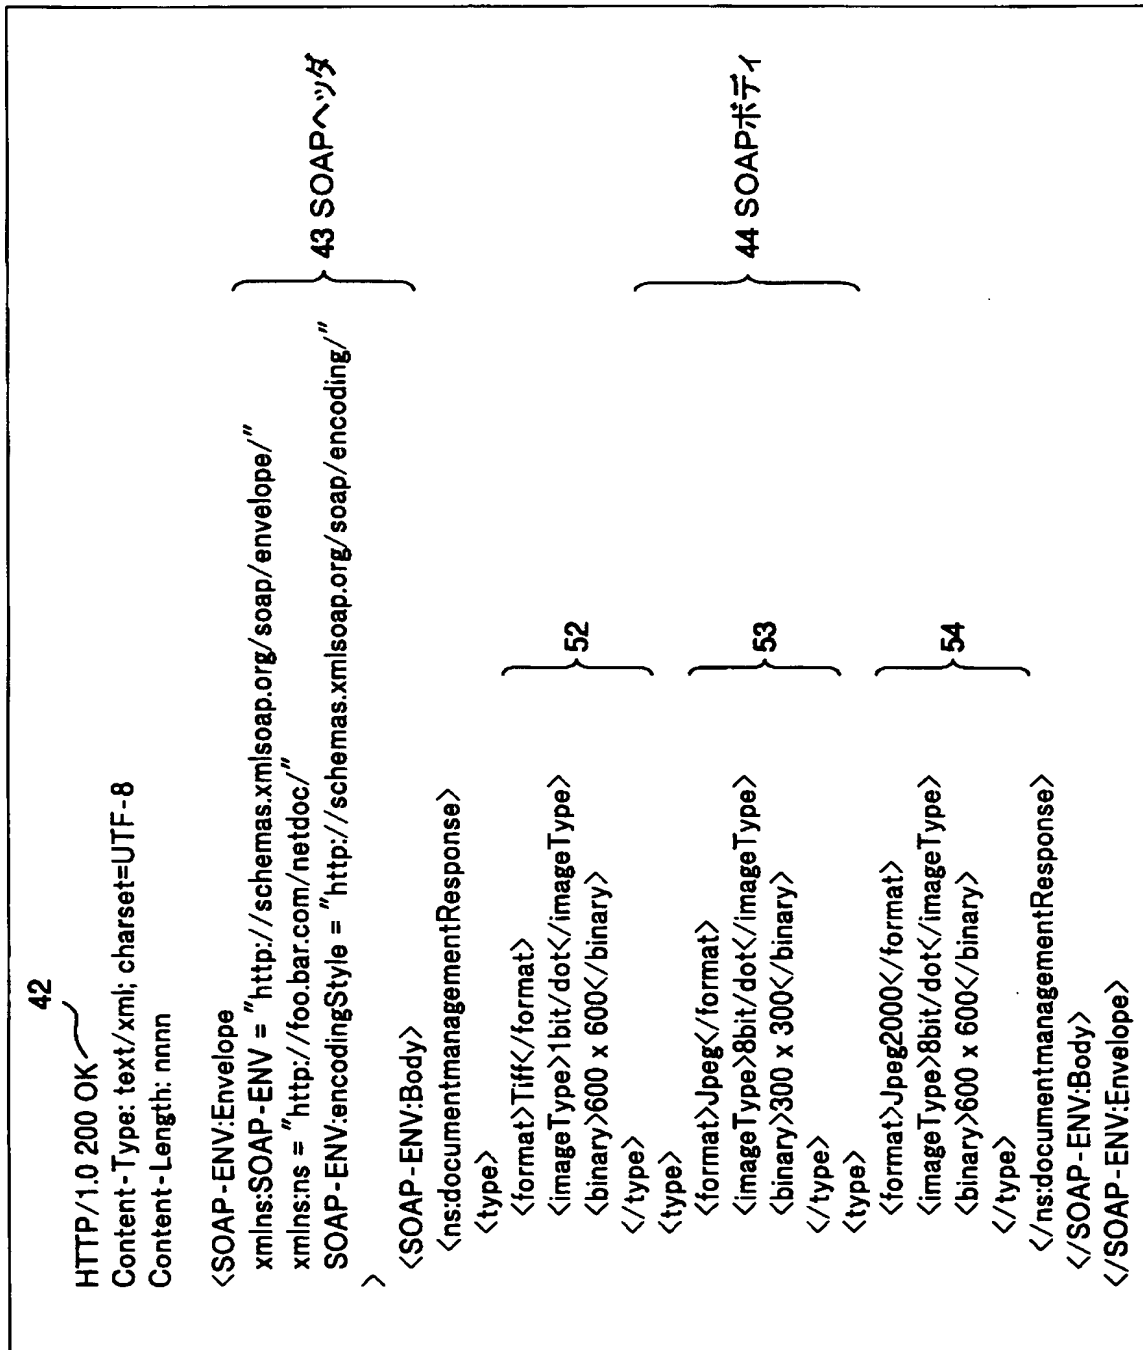 42
HTTP/1.0 200 OK
Content-Type: text/xml; charset=UTF-8
Content-Length: nnnn
<SOAP-ENV:Envelope
xmlns:SOAP-ENV = "http://schemas.xmlsoap.org/soap/envelope/"
xmlns:ns = "http://foo.bar.com/netdoc/"
SOAP-ENV:encodingStyle = "http://schemas.xmlsoap.org/soap/encoding/"
>
43 SOAPヘッダ
<SOAP-ENV:Body>
<ns:documentmanagementResponse>
<type>
<format>Tiff</format>
<imageType>1bit/dot</imageType>
<binary>600 x 600</binary>
</type>
52
<type>
<format>Jpeg</format>
<imageType>8bit/dot</imageType>
<binary>300 x 300</binary>
</type>
53
<type>
<format>Jpeg2000</format>
<imageType>8bit/dot</imageType>
<binary>600 x 600</binary>
</type>
54
</ns:documentmanagementResponse>
</SOAP-ENV:Body>
</SOAP-ENV:Envelope>
44 SOAPボディ